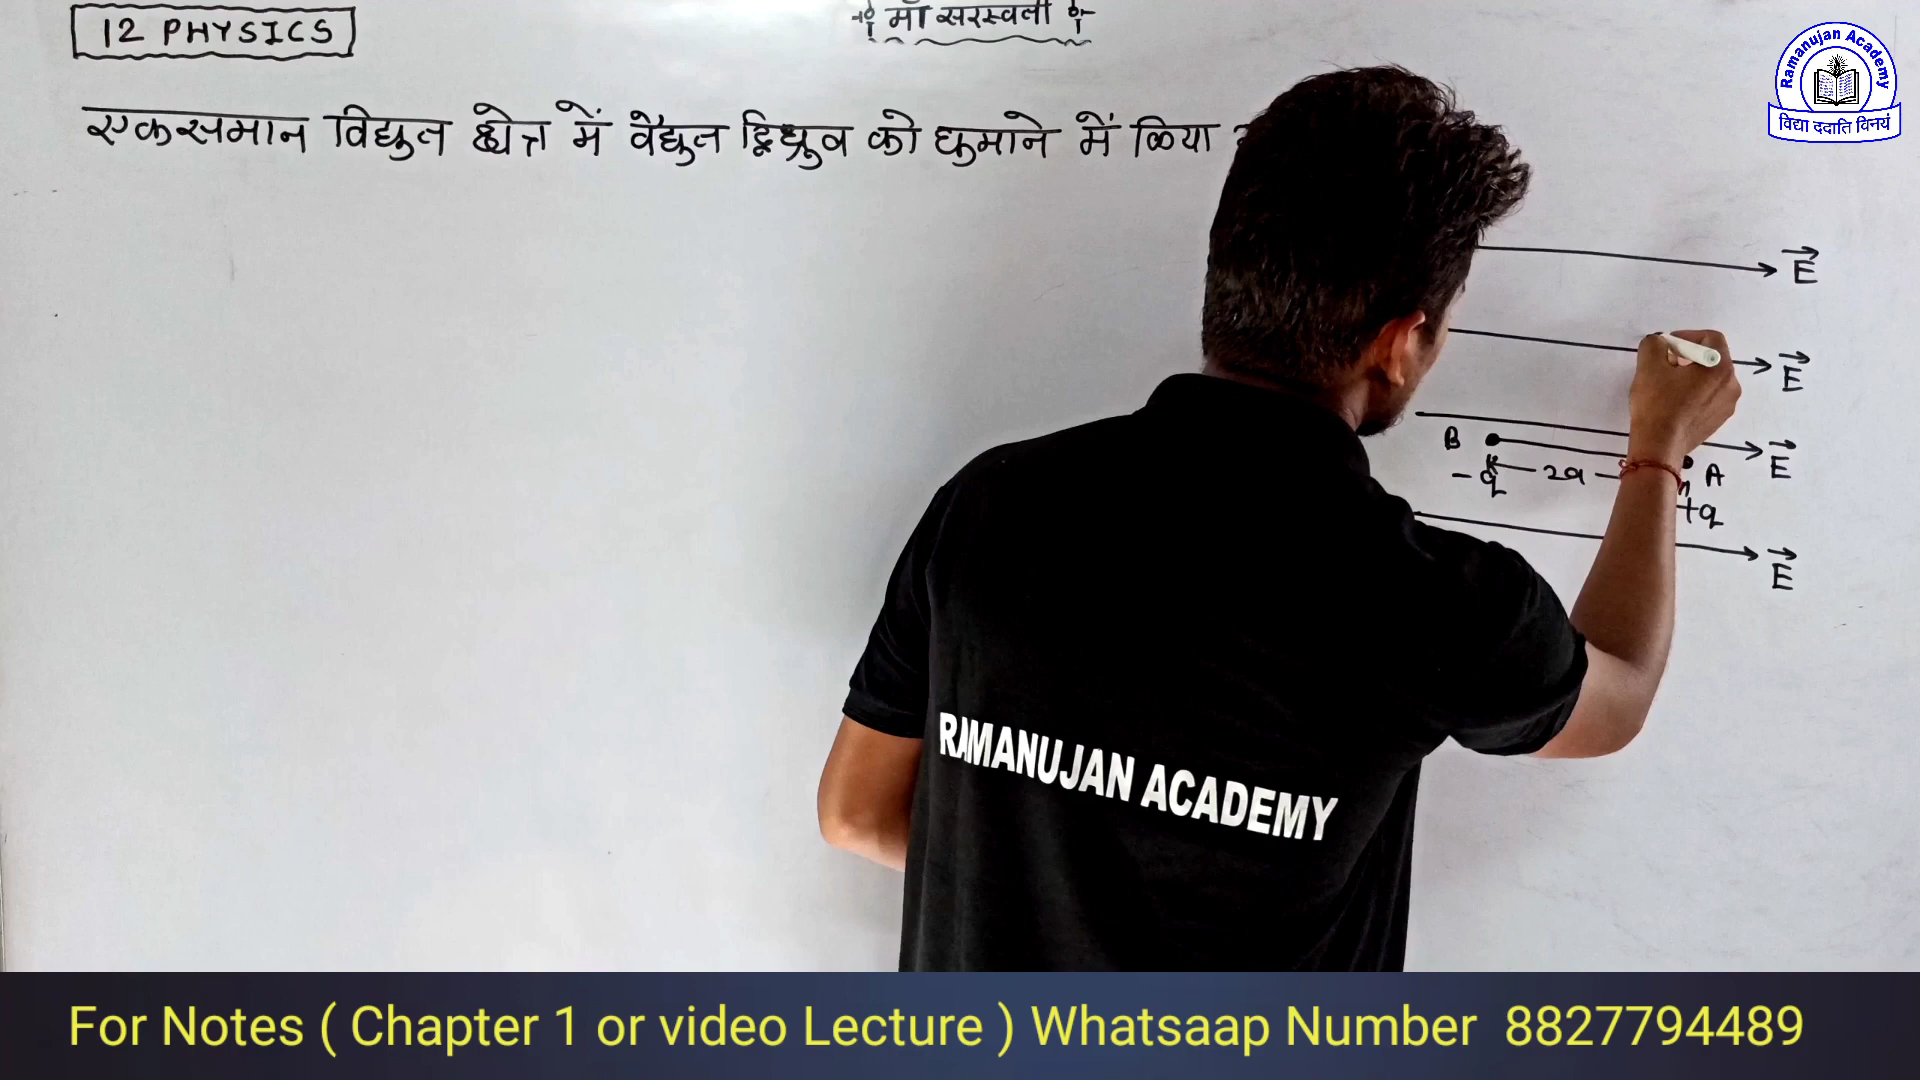 12 PHYSICS
माँ सरस्वती
Ramanujan Academy
विद्या ददाति विनयं
एकसमान विद्युत क्षेत्र में वैद्युत द्विध्रुव को घुमाने में किया
E
E
B
E
-q 2a A
+q
E
RAMANUJAN ACADEMY
For Notes ( Chapter 1 or video Lecture ) Whatsaap Number 8827794489